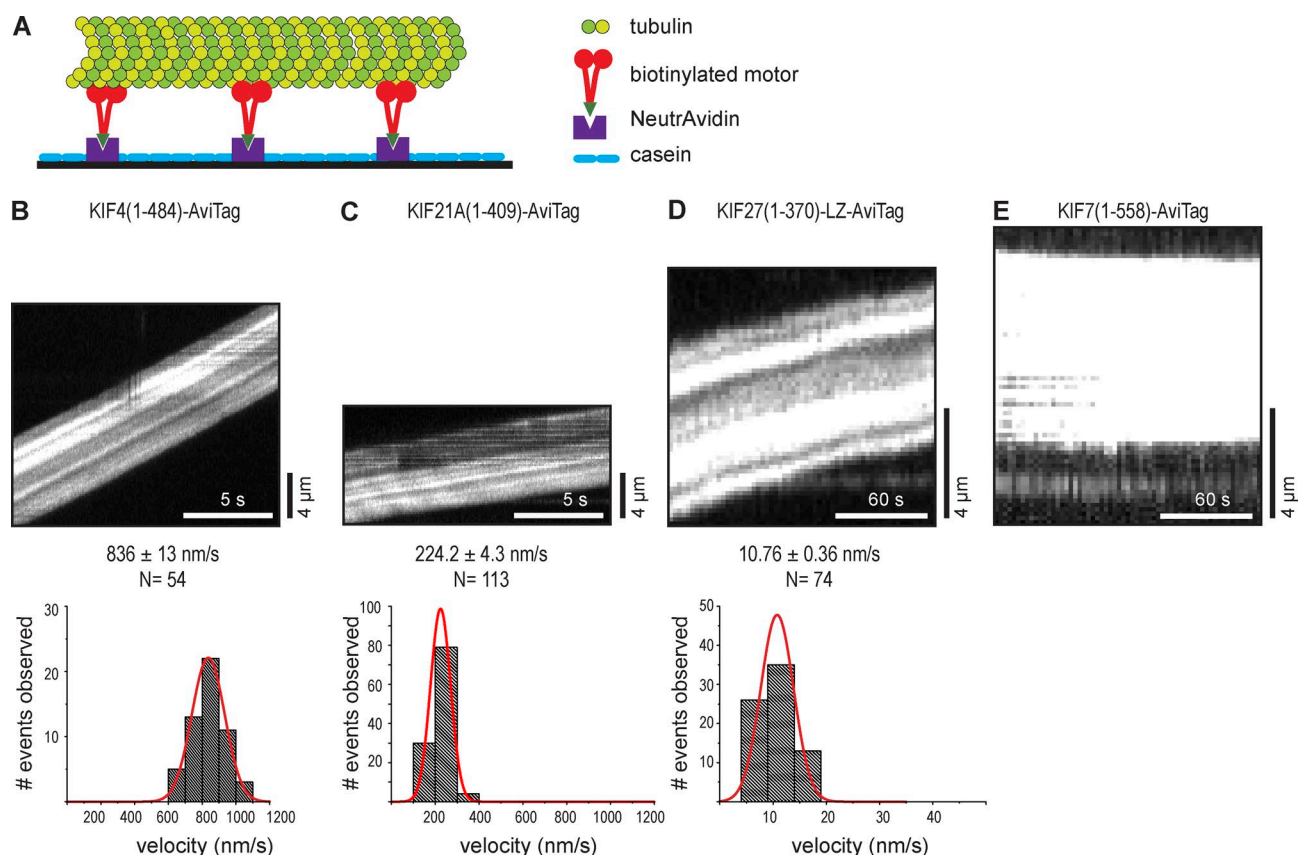 A
tubulin
biotinylated motor
NeutrAvidin
casein
B KIF4(1-484)-AviTag
C KIF21A(1-409)-AviTag
D KIF27(1-370)-LZ-AviTag
E KIF7(1-558)-AviTag
5 s
4 μm
5 s
4 μm
60 s
4 μm
60 s
4 μm
836 ± 13 nm/s
N= 54
224.2 ± 4.3 nm/s
N= 113
10.76 ± 0.36 nm/s
N= 74
# events observed
30
20
10
200 400 600 800 1000 1200
velocity (nm/s)
# events observed
100
80
60
40
20
200 400 600 800 1000 1200
velocity (nm/s)
# events observed
50
40
30
20
10
10 20 30 40
velocity (nm/s)